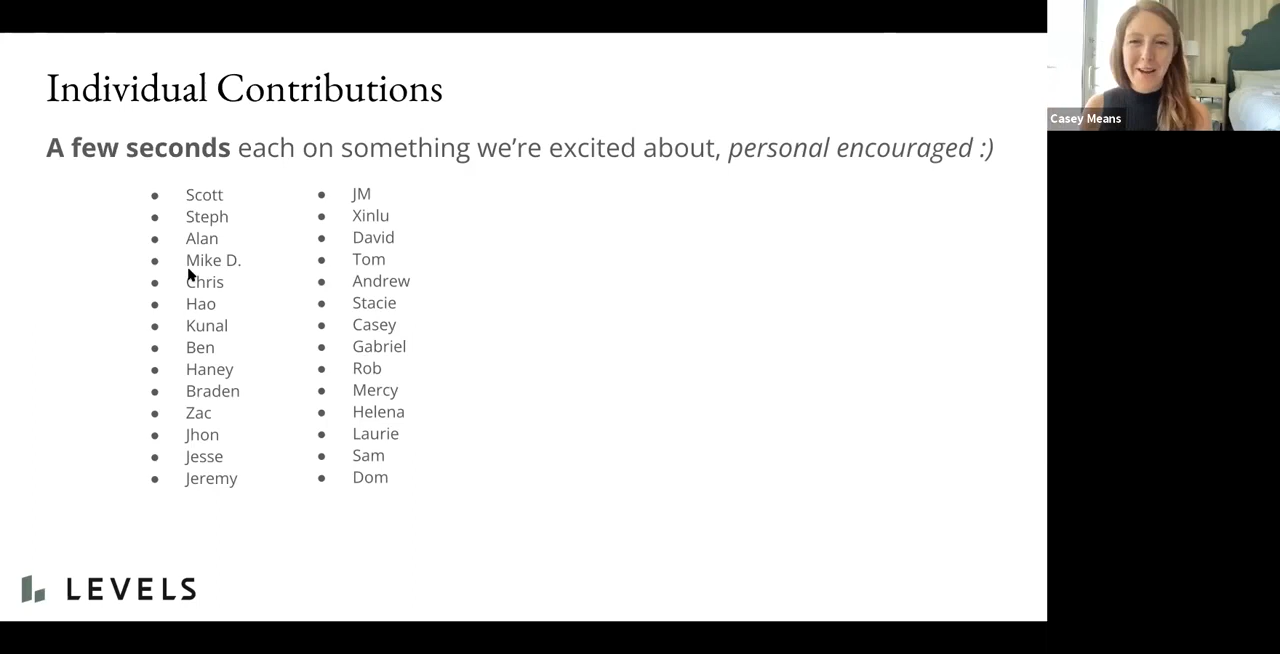 Individual Contributions
A few seconds each on something we're excited about, personal encouraged :)
Scott
Steph
Alan
Mike D.
Chris
Hao
Kunal
Ben
Haney
Braden
Zac
Jhon
Jesse
Jeremy
JM
Xinlu
David
Tom
Andrew
Stacie
Casey
Gabriel
Rob
Mercy
Helena
Laurie
Sam
Dom
LEVELS
Casey Means